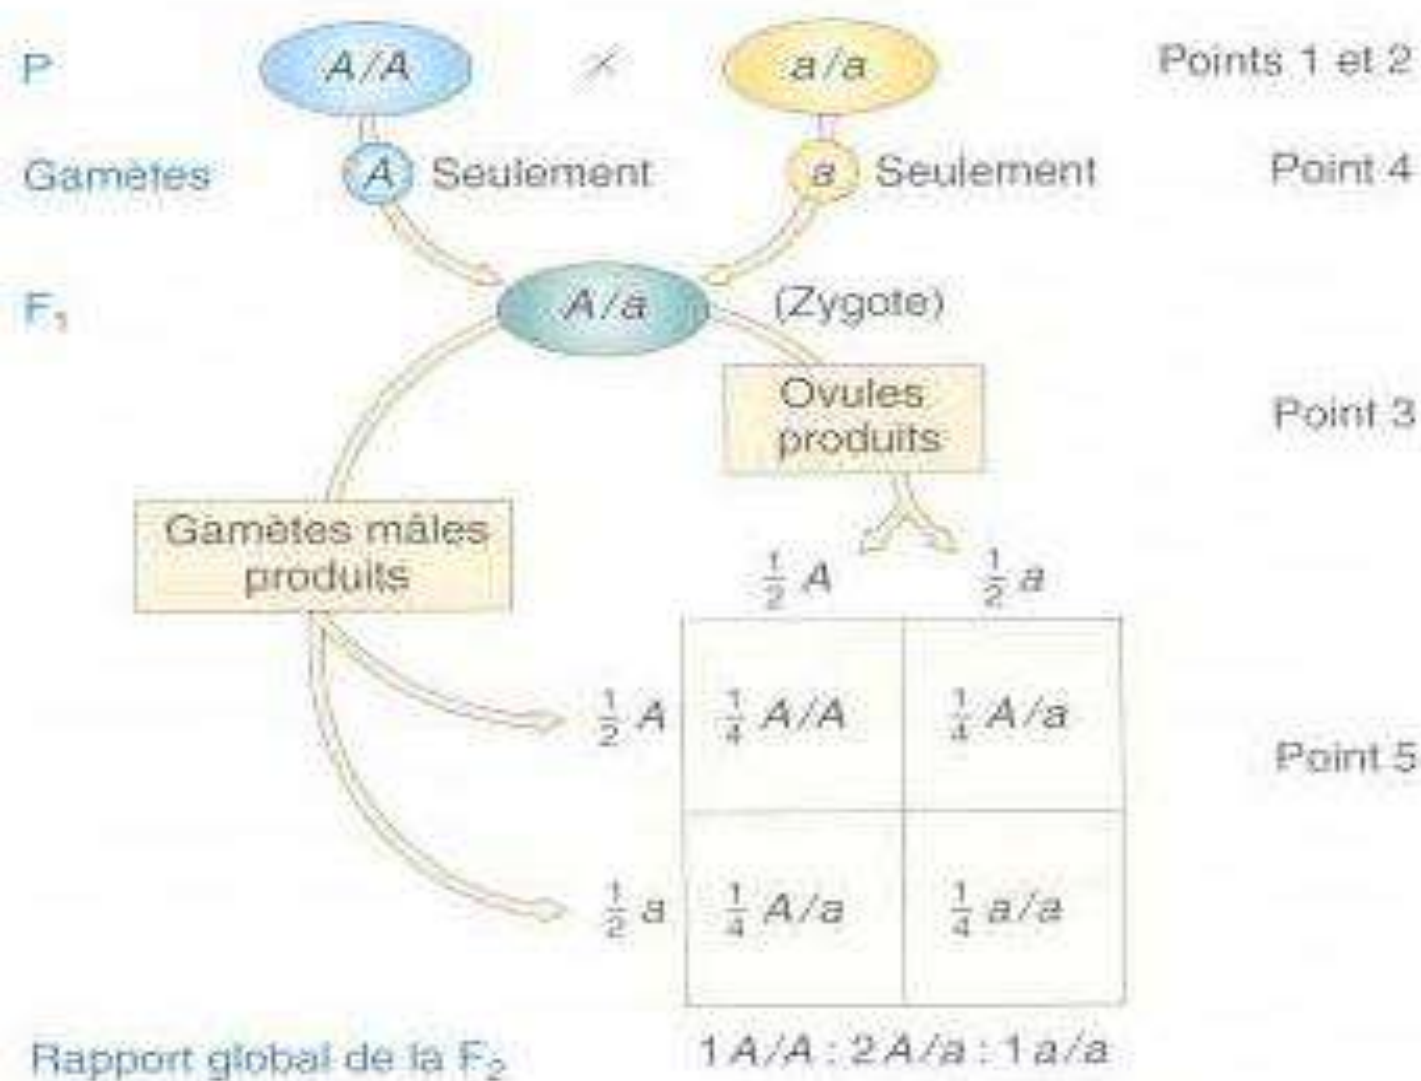 P A/A × a/a Points 1 et 2
Gamètes A Seulement a Seulement Point 4
F₁ A/a (Zygote)
Ovules
produits
Point 3
Gamètes mâles
produits
1/2 A 1/2 a
1/2 A 1/4 A/A 1/4 A/a
Point 5
1/2 a 1/4 A/a 1/4 a/a
Rapport global de la F₂ 1 A/A : 2 A/a : 1 a/a